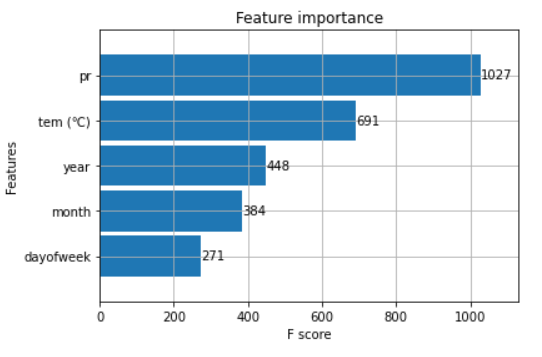 Feature importance
Features
pr 1027
tem (℃) 691
year 448
month 384
dayofweek 271
0 200 400 600 800 1000
F score